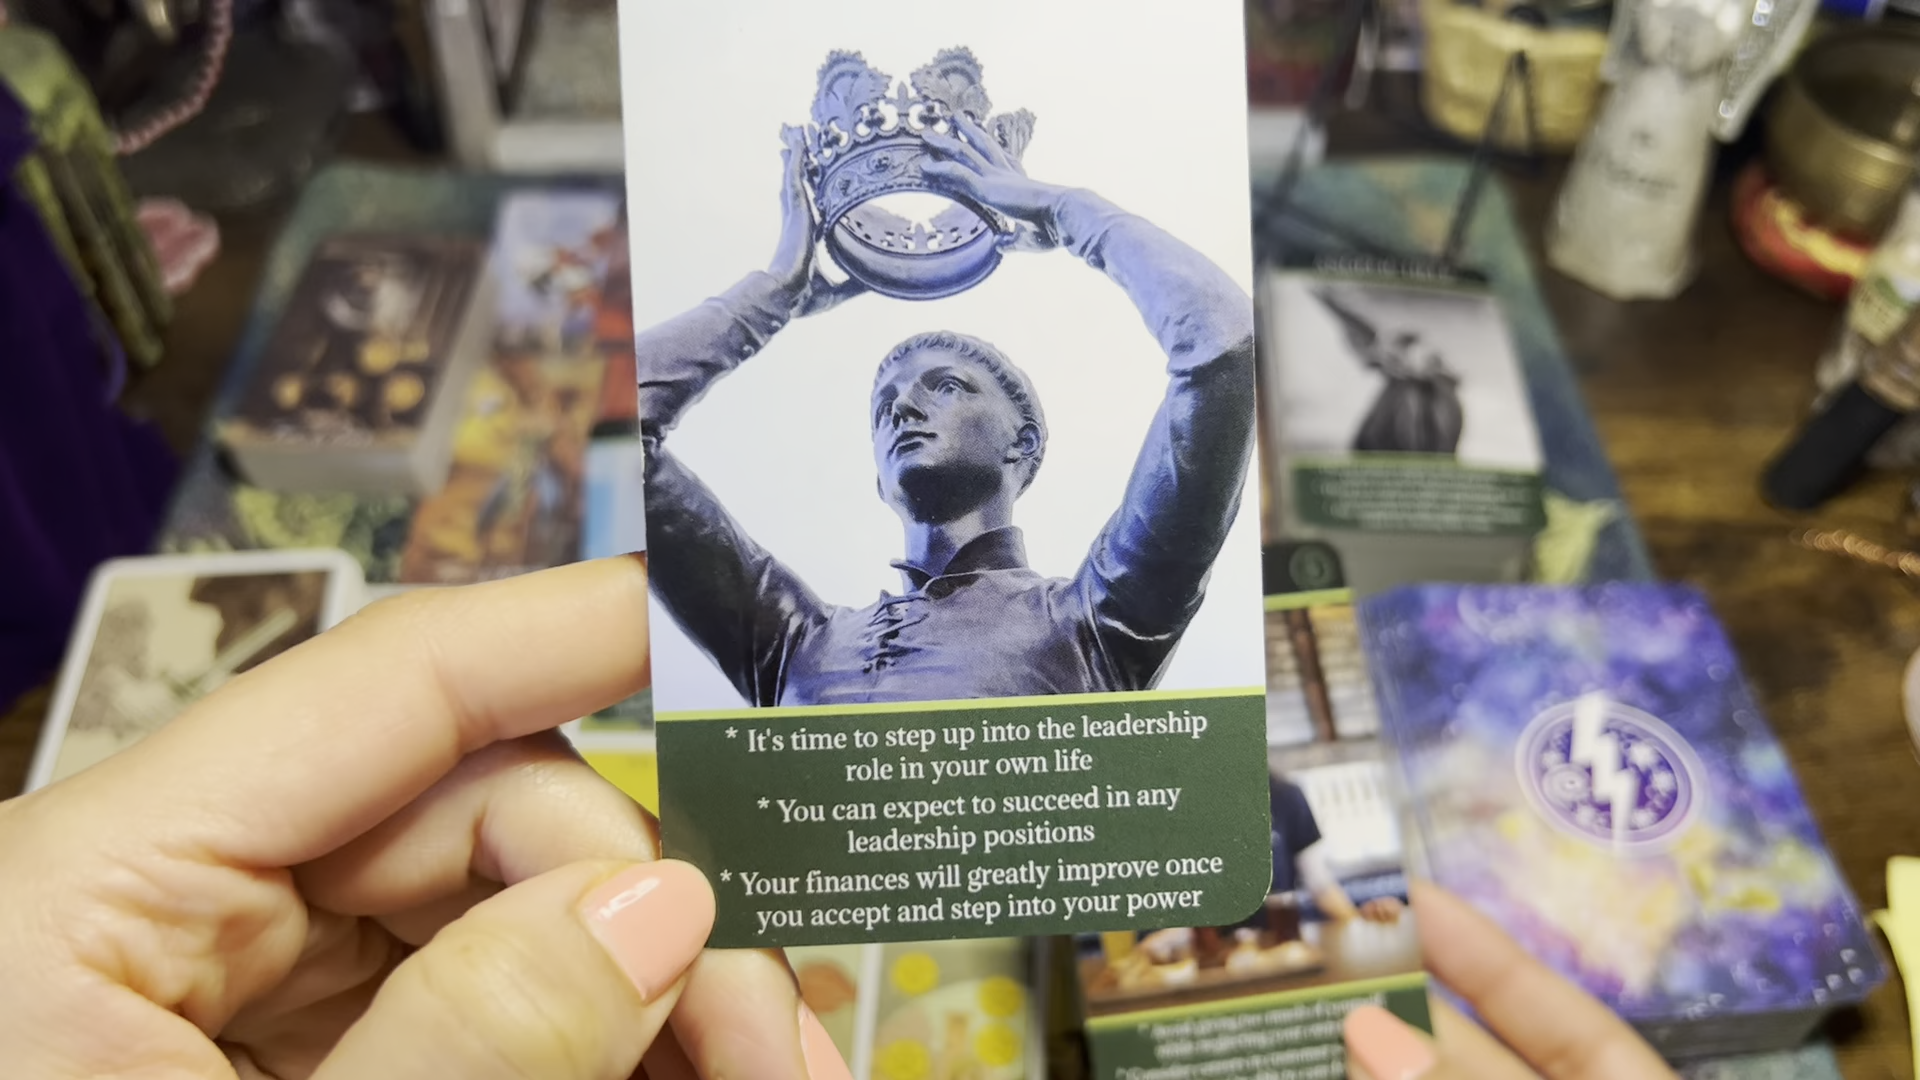 * It's time to step up into the leadership
role in your own life
* You can expect to succeed in any
leadership positions
* Your finances will greatly improve once
you accept and step into your power